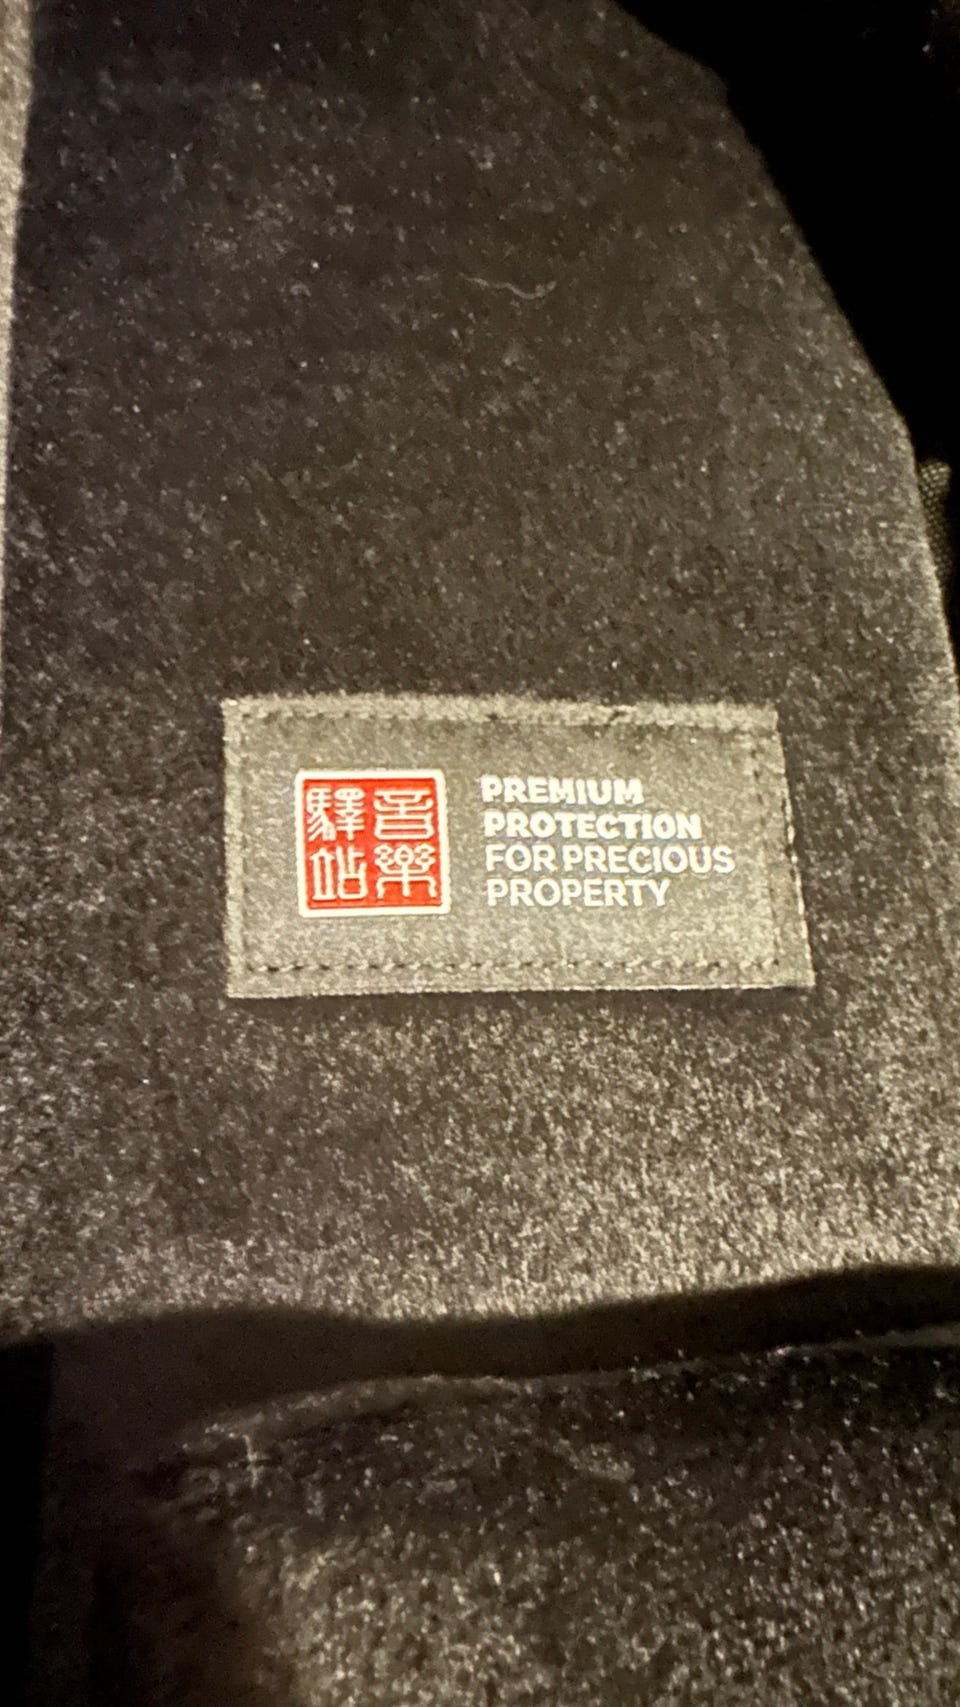 音樂
驛站
PREMIUM
PROTECTION
FOR PRECIOUS
PROPERTY